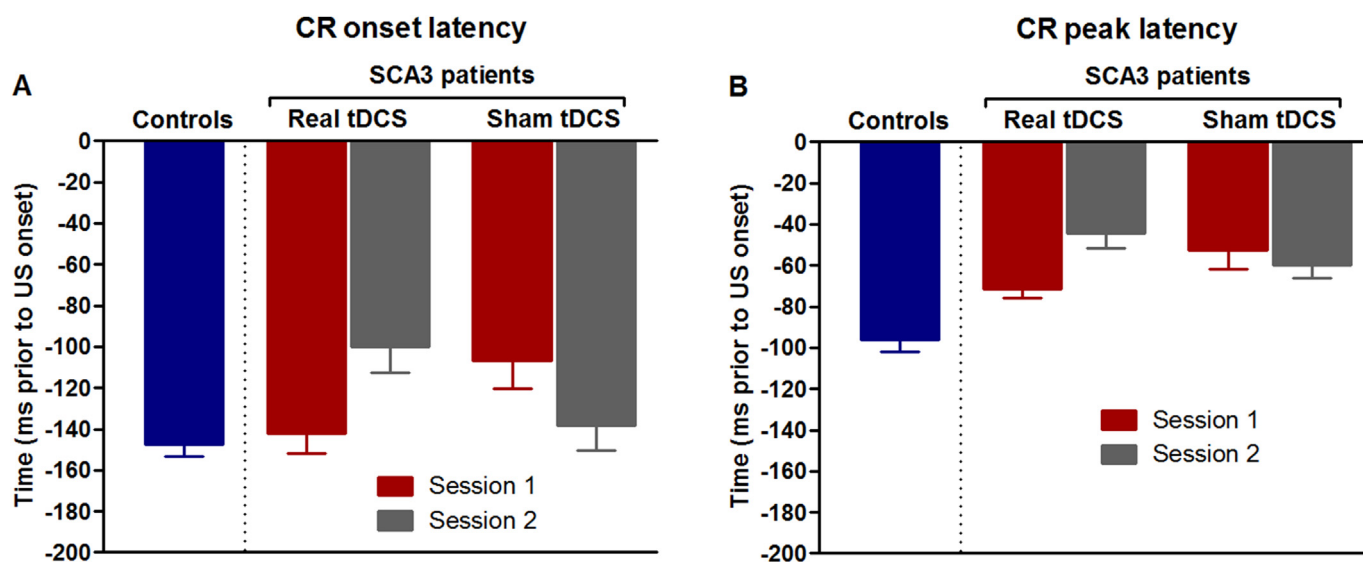 CR onset latency
A
SCA3 patients
Controls
Real tDCS
Sham tDCS
Time (ms prior to US onset)
0
-20
-40
-60
-80
-100
-120
-140
-160
-180
-200
Session 1
Session 2
CR peak latency
B
SCA3 patients
Controls
Real tDCS
Sham tDCS
Time (ms prior to US onset)
0
-20
-40
-60
-80
-100
-120
-140
-160
-180
-200
Session 1
Session 2